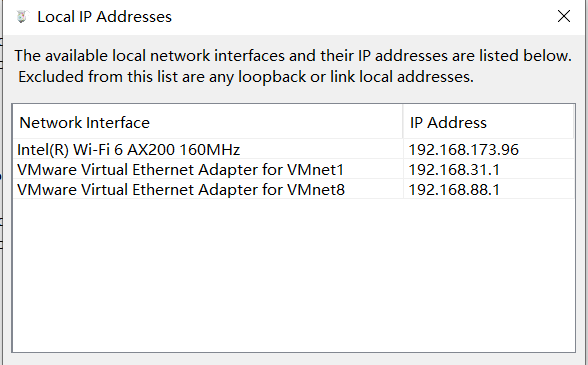 Local IP Addresses
The available local network interfaces and their IP addresses are listed below.
Excluded from this list are any loopback or link local addresses.
Network Interface IP Address
Intel(R) Wi-Fi 6 AX200 160MHz 192.168.173.96
VMware Virtual Ethernet Adapter for VMnet1 192.168.31.1
VMware Virtual Ethernet Adapter for VMnet8 192.168.88.1